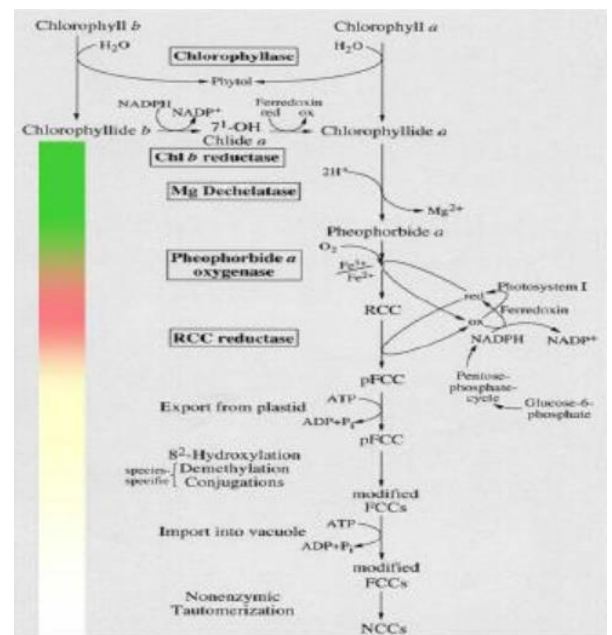 Chlorophyll b
Chlorophyll a
H₂O
H₂O
Chlorophyllase
Phytol
NADPH
NADP⁺
Ferredoxin
red ox
Chlorophyllide b
7¹-OH
Chlide a
Chlorophyllide a
Chl b reductase
2H⁺
Mg Dechelatase
Mg²⁺
Pheophorbide a
O₂
Pheophorbide a
oxygenase
Fe³⁺
Fe²⁺
Photosystem I
red
Ferredoxin
RCC
ox
RCC reductase
NADPH
NADP⁺
pFCC
Pentose-
phosphate-
cycle
Glucose-6-
phosphate
Export from plastid
ATP
ADP+Pᵢ
pFCC
8²-Hydroxylation
species-
specific
Demethylation
Conjugations
modified
FCCs
Import into vacuole
ATP
ADP+Pᵢ
modified
FCCs
Nonenzymic
Tautomerization
NCCs